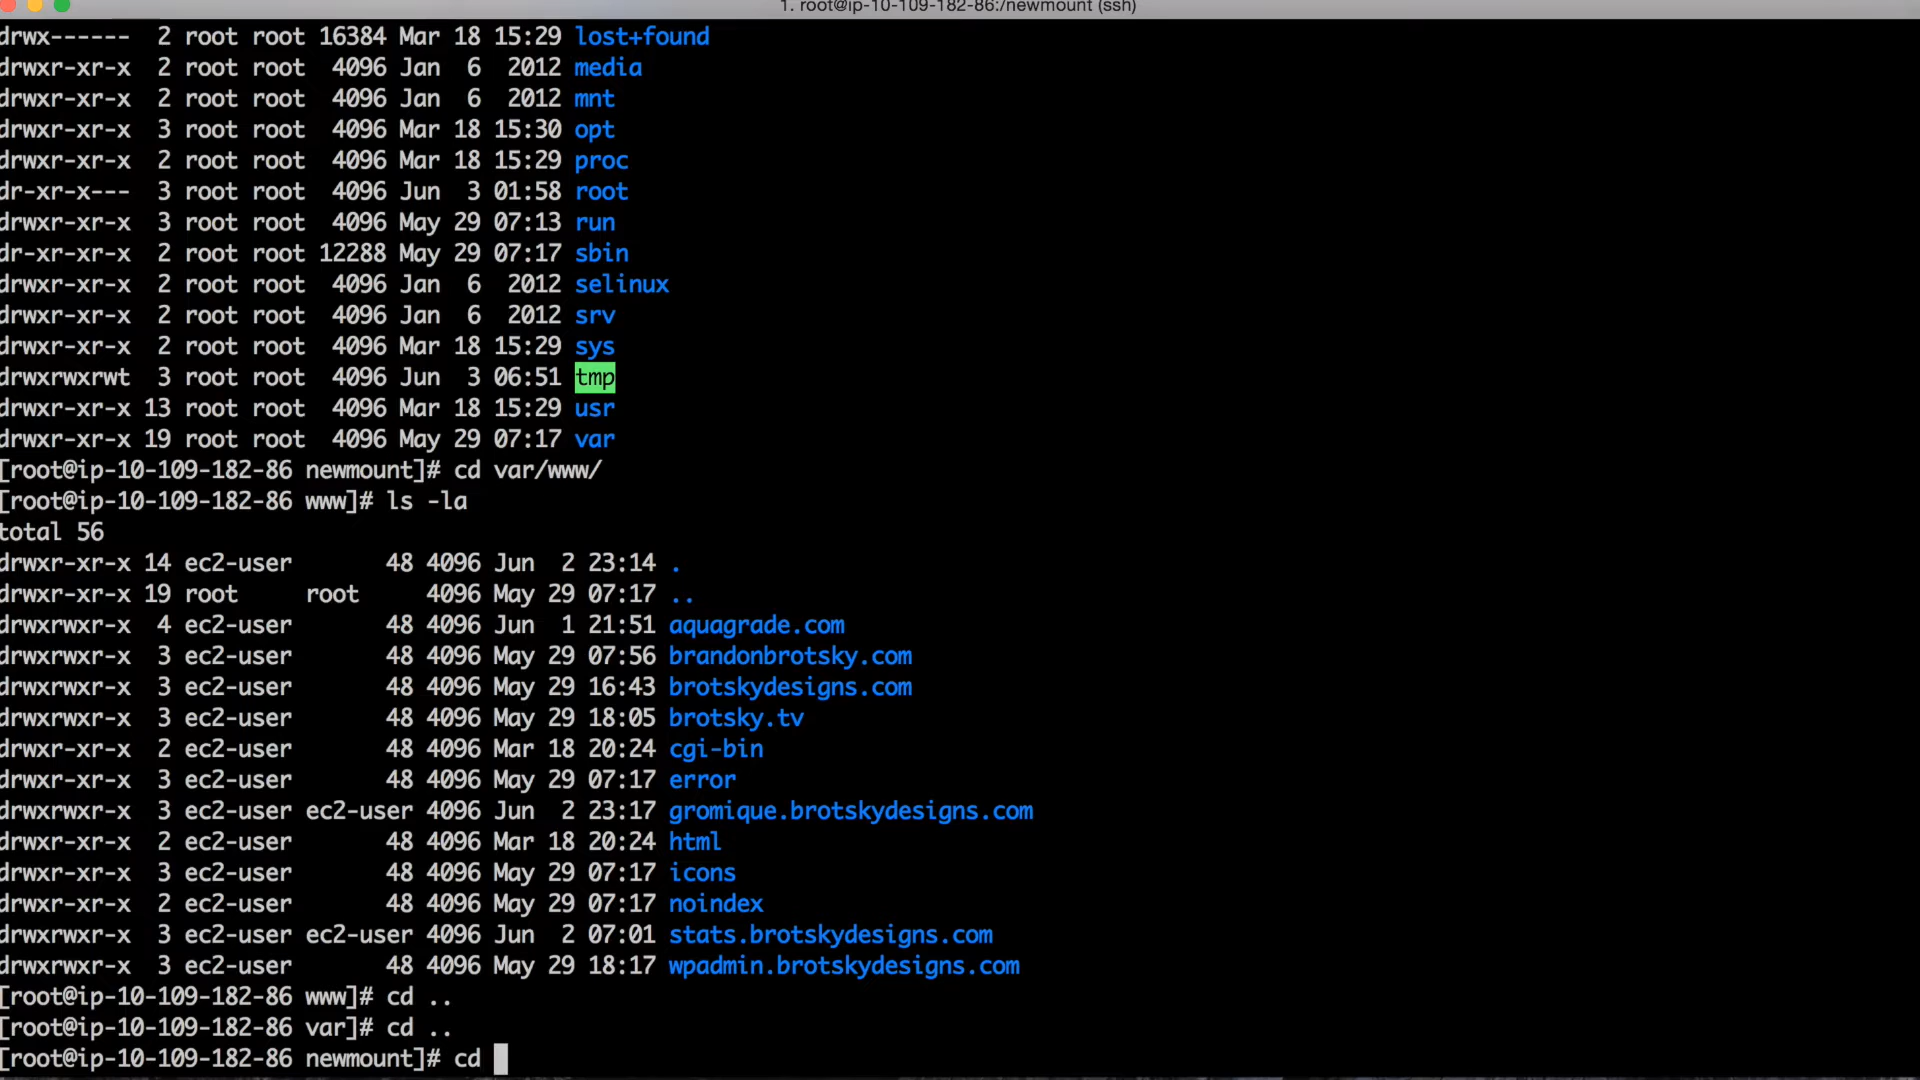 1. root@ip-10-109-182-86:/newmount (ssh)
drwx------  2 root root 16384 Mar 18 15:29 lost+found
drwxr-xr-x  2 root root  4096 Jan  6  2012 media
drwxr-xr-x  2 root root  4096 Jan  6  2012 mnt
drwxr-xr-x  3 root root  4096 Mar 18 15:30 opt
drwxr-xr-x  2 root root  4096 Mar 18 15:29 proc
dr-xr-x---  3 root root  4096 Jun  3 01:58 root
drwxr-xr-x  3 root root  4096 May 29 07:13 run
dr-xr-xr-x  2 root root 12288 May 29 07:17 sbin
drwxr-xr-x  2 root root  4096 Jan  6  2012 selinux
drwxr-xr-x  2 root root  4096 Jan  6  2012 srv
drwxr-xr-x  2 root root  4096 Mar 18 15:29 sys
drwxrwxrwt  3 root root  4096 Jun  3 06:51 tmp
drwxr-xr-x 13 root root  4096 Mar 18 15:29 usr
drwxr-xr-x 19 root root  4096 May 29 07:17 var
[root@ip-10-109-182-86 newmount]# cd var/www/
[root@ip-10-109-182-86 www]# ls -la
total 56
drwxr-xr-x 14 ec2-user       48 4096 Jun  2 23:14 .
drwxr-xr-x 19 root     root     4096 May 29 07:17 ..
drwxrwxr-x  4 ec2-user       48 4096 Jun  1 21:51 aquagrade.com
drwxrwxr-x  3 ec2-user       48 4096 May 29 07:56 brandonbrotsky.com
drwxrwxr-x  3 ec2-user       48 4096 May 29 16:43 brotskydesigns.com
drwxrwxr-x  3 ec2-user       48 4096 May 29 18:05 brotsky.tv
drwxr-xr-x  2 ec2-user       48 4096 Mar 18 20:24 cgi-bin
drwxr-xr-x  3 ec2-user       48 4096 May 29 07:17 error
drwxrwxr-x  3 ec2-user ec2-user 4096 Jun  2 23:17 gromique.brotskydesigns.com
drwxr-xr-x  2 ec2-user       48 4096 Mar 18 20:24 html
drwxr-xr-x  3 ec2-user       48 4096 May 29 07:17 icons
drwxr-xr-x  2 ec2-user       48 4096 May 29 07:17 noindex
drwxrwxr-x  3 ec2-user ec2-user 4096 Jun  2 07:01 stats.brotskydesigns.com
drwxrwxr-x  3 ec2-user       48 4096 May 29 18:17 wpadmin.brotskydesigns.com
[root@ip-10-109-182-86 www]# cd ..
[root@ip-10-109-182-86 var]# cd ..
[root@ip-10-109-182-86 newmount]# cd